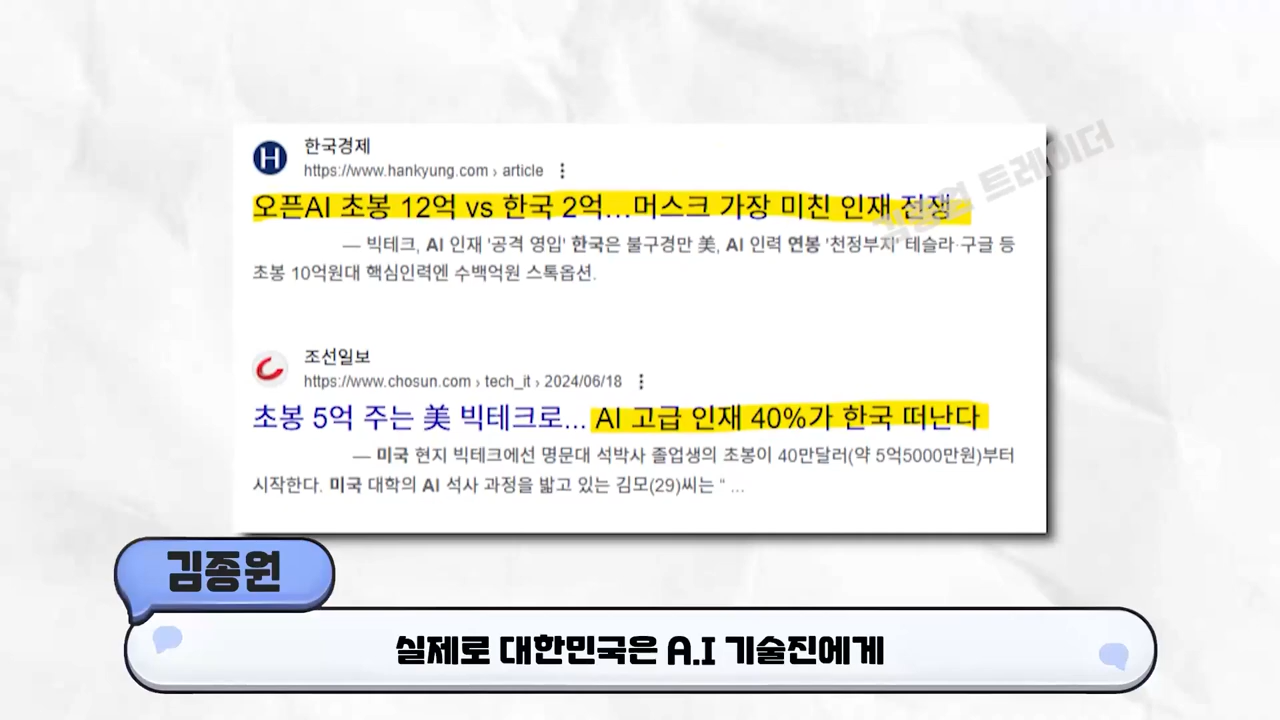 한국경제
https://www.hankyung.com › article
오픈AI 초봉 12억 vs 한국 2억...머스크 가장 미친 인재 전쟁
— 빅테크, AI 인재 '공격 영입' 한국은 불구경만 美, AI 인력 연봉 '천정부지' 테슬라·구글 등
초봉 10억원대 핵심인력엔 수백억원 스톡옵션.
조선일보
https://www.chosun.com › tech_it › 2024/06/18
초봉 5억 주는 美 빅테크로... AI 고급 인재 40%가 한국 떠난다
— 미국 현지 빅테크에선 명문대 석박사 졸업생의 초봉이 40만달러(약 5억5000만원)부터
시작한다. 미국 대학의 AI 석사 과정을 밟고 있는 김모(29)씨는 “ ...
김종원 트레이더
김종원
실제로 대한민국은 A.I 기술진에게